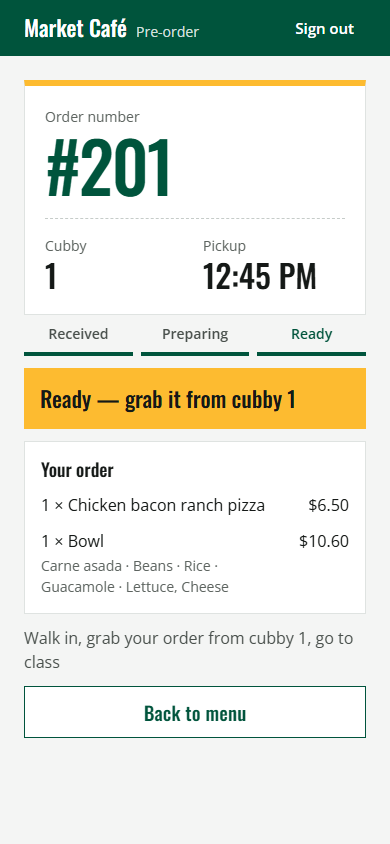 Market Café Pre-order Sign out
Order number
#201
Cubby Pickup
1 12:45 PM
Received Preparing Ready
Ready — grab it from cubby 1
Your order
1 × Chicken bacon ranch pizza $6.50
1 × Bowl $10.60
Carne asada · Beans · Rice ·
Guacamole · Lettuce, Cheese
Walk in, grab your order from cubby 1, go to
class
Back to menu